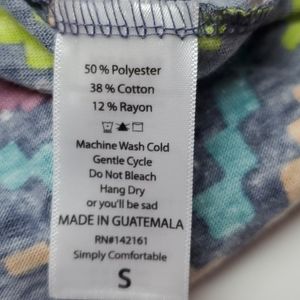 50% Polyester
38% Cotton
12% Rayon
Machine Wash Cold
Gentle Cycle
Do Not Bleach
Hang Dry
or you'll be sad
MADE IN GUATEMALA
RN#142161
Simply Comfortable
S